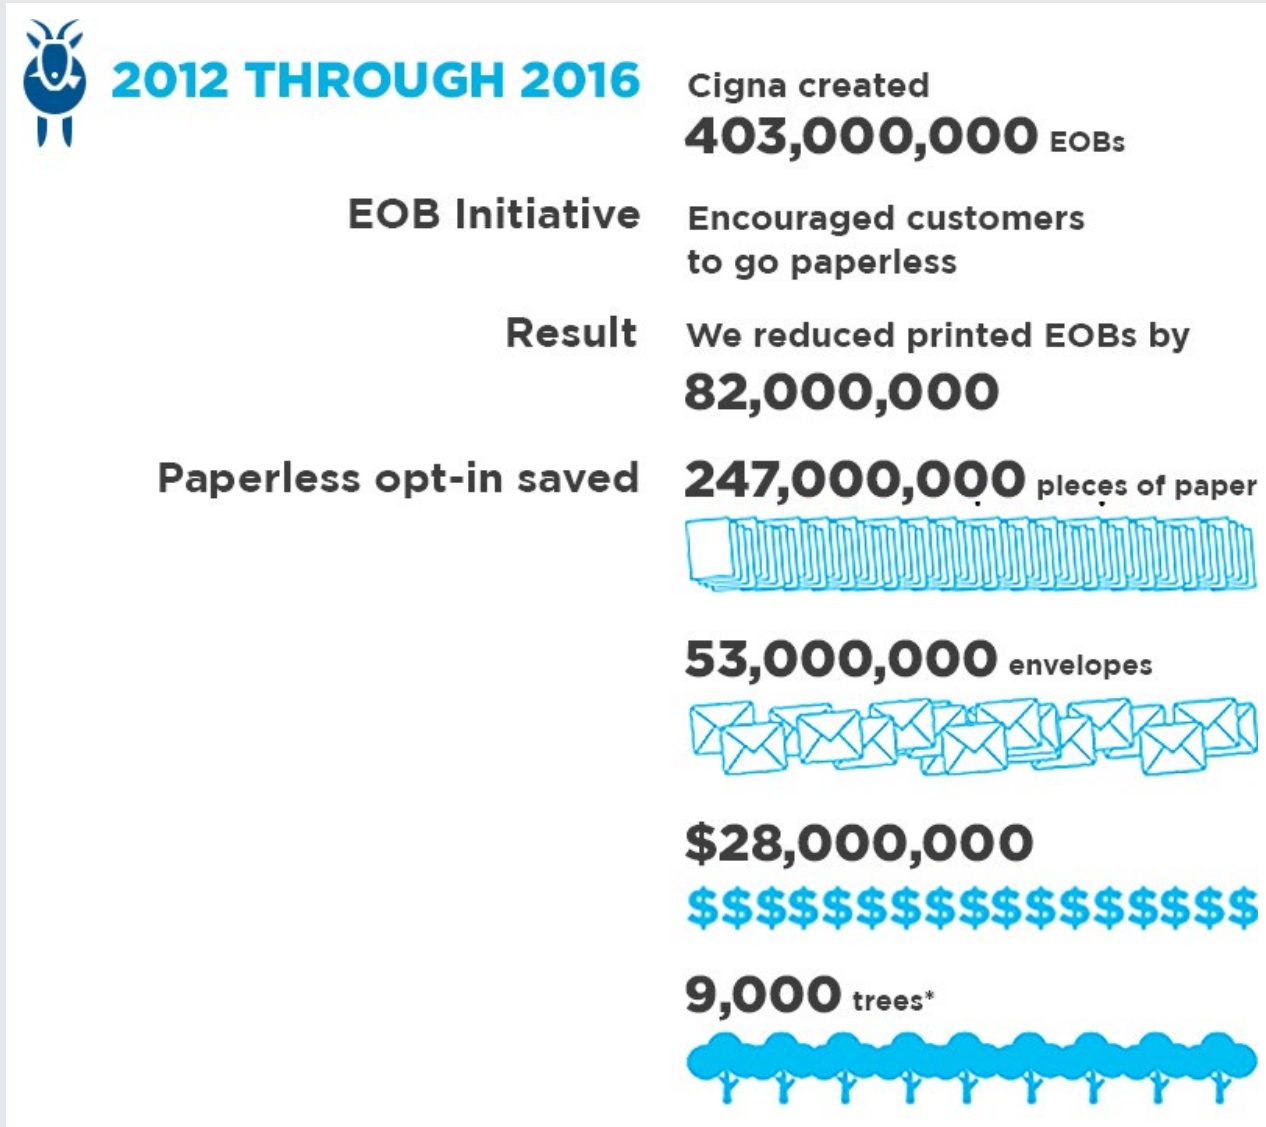 2012 THROUGH 2016
Cigna created
403,000,000 EOBs
EOB Initiative
Encouraged customers
to go paperless
Result
We reduced printed EOBs by
82,000,000
Paperless opt-in saved
247,000,000 pieces of paper
53,000,000 envelopes
$28,000,000
$$$$$$$$$$$$$$$$$
9,000 trees*